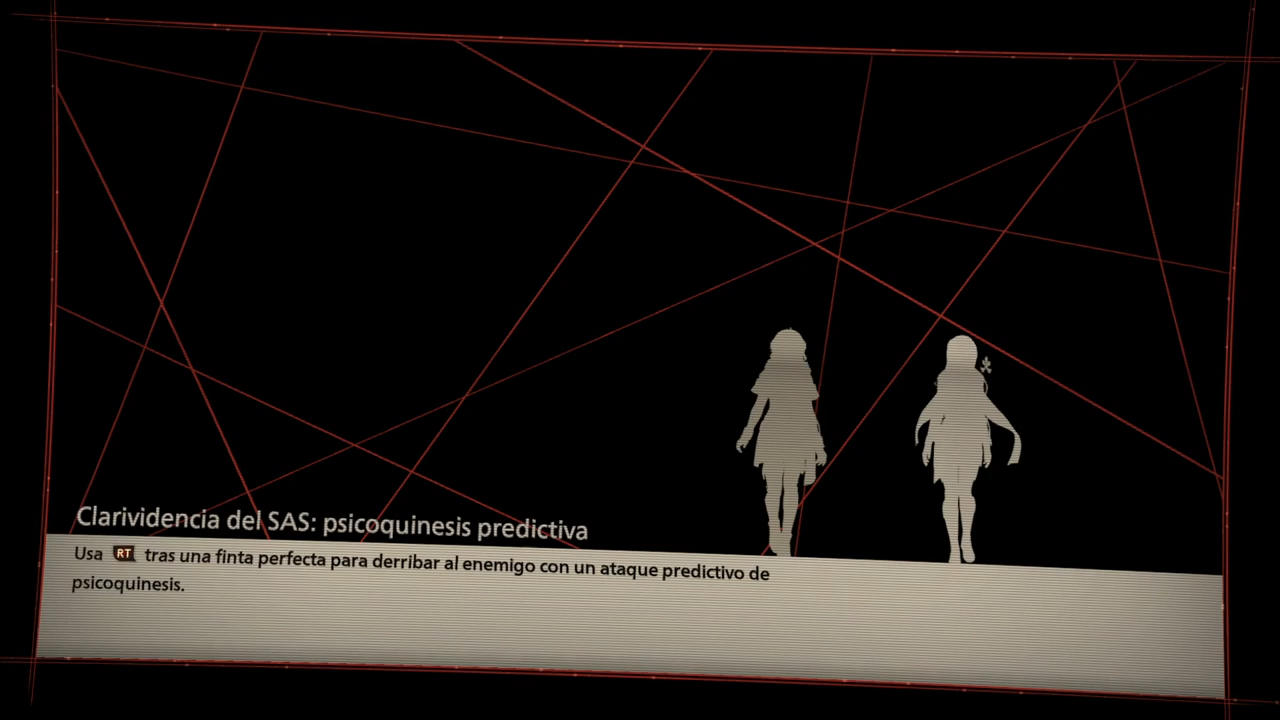 Clarividencia del SAS: psicoquinesis predictiva
Usa RT tras una finta perfecta para derribar al enemigo con un ataque predictivo de
psicoquinesis.